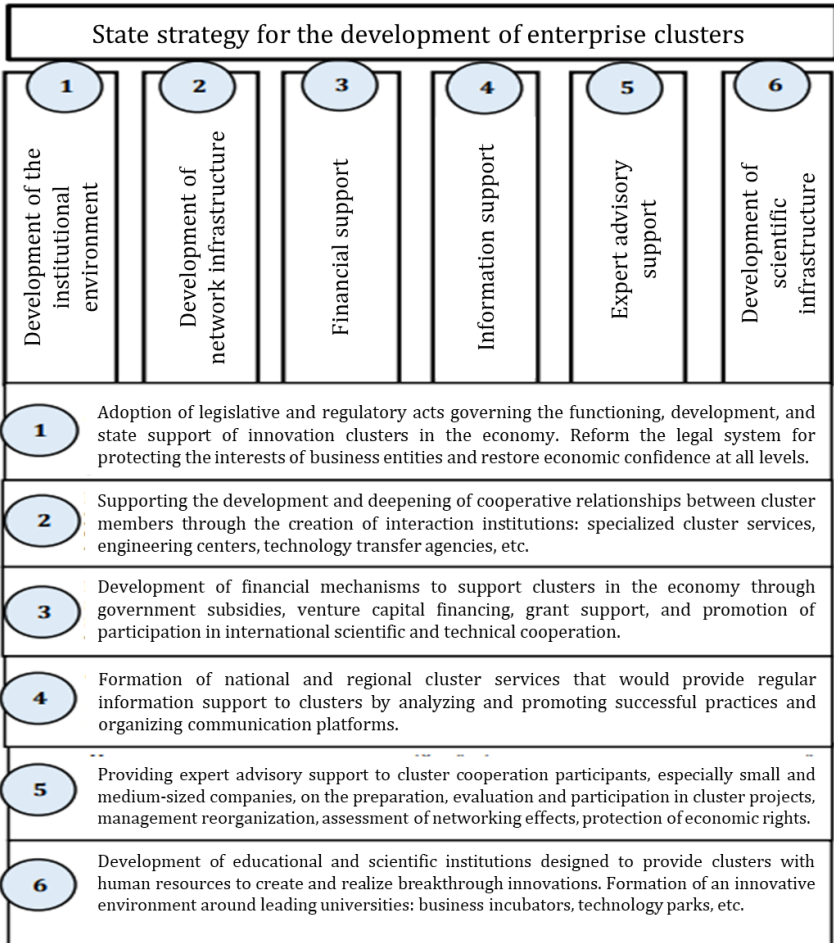 State strategy for the development of enterprise clusters
1
2
3
4
5
6
Development of the
institutional
environment
Development of
network infrastructure
Financial support
Information support
Expert advisory
support
Development of
scientific
infrastructure
1
Adoption of legislative and regulatory acts governing the functioning, development, and
state support of innovation clusters in the economy. Reform the legal system for
protecting the interests of business entities and restore economic confidence at all levels.
2
Supporting the development and deepening of cooperative relationships between cluster
members through the creation of interaction institutions: specialized cluster services,
engineering centers, technology transfer agencies, etc.
3
Development of financial mechanisms to support clusters in the economy through
government subsidies, venture capital financing, grant support, and promotion of
participation in international scientific and technical cooperation.
4
Formation of national and regional cluster services that would provide regular
information support to clusters by analyzing and promoting successful practices and
organizing communication platforms.
5
Providing expert advisory support to cluster cooperation participants, especially small and
medium-sized companies, on the preparation, evaluation and participation in cluster projects,
management reorganization, assessment of networking effects, protection of economic rights.
6
Development of educational and scientific institutions designed to provide clusters with
human resources to create and realize breakthrough innovations. Formation of an innovative
environment around leading universities: business incubators, technology parks, etc.